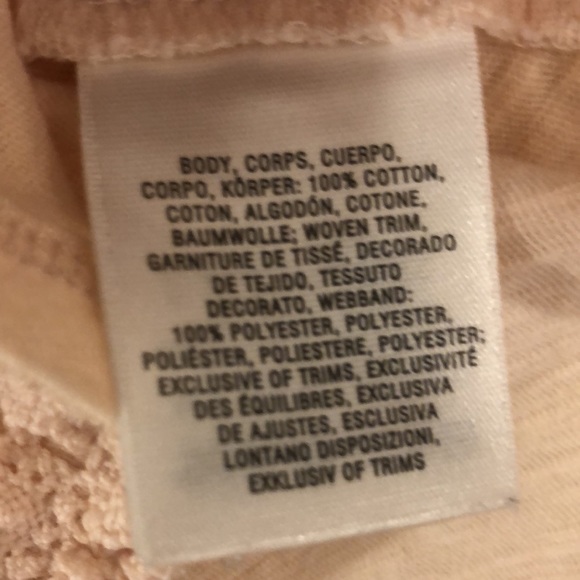 BODY, CORPS, CUERPO,
CORPO, KÖRPER: 100% COTTON,
COTON, ALGODÓN, COTONE,
BAUMWOLLE; WOVEN TRIM,
GARNITURE DE TISSÉ, DECORADO
DE TEJIDO, TESSUTO
DECORATO, WEBBAND:
100% POLYESTER, POLYESTER,
POLIÉSTER, POLIESTERE, POLYESTER;
EXCLUSIVE OF TRIMS, EXCLUSIVITÉ
DES ÉQUILIBRES, EXCLUSIVA
DE AJUSTES, ESCLUSIVA
LONTANO DISPOSIZIONI,
EXKLUSIV OF TRIMS